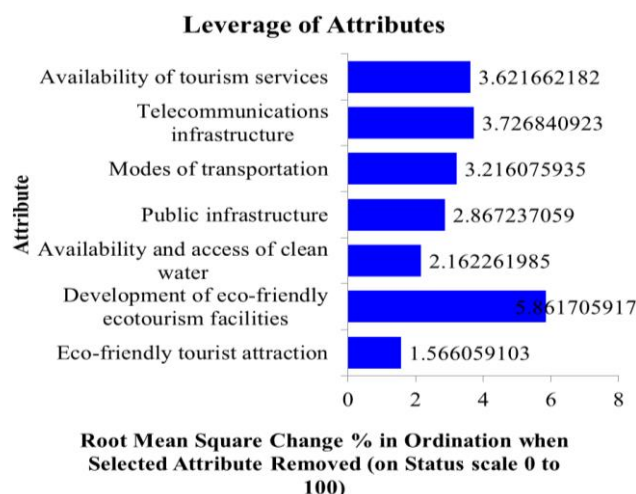 Leverage of Attributes
Attribute
Availability of tourism services
3.621662182
Telecommunications
infrastructure
3.726840923
Modes of transportation
3.216075935
Public infrastructure
2.867237059
Availability and access of clean
water
2.162261985
Development of eco-friendly
ecotourism facilities
5.861705917
Eco-friendly tourist attraction
1.566059103
0 2 4 6 8
Root Mean Square Change % in Ordination when
Selected Attribute Removed (on Status scale 0 to
100)